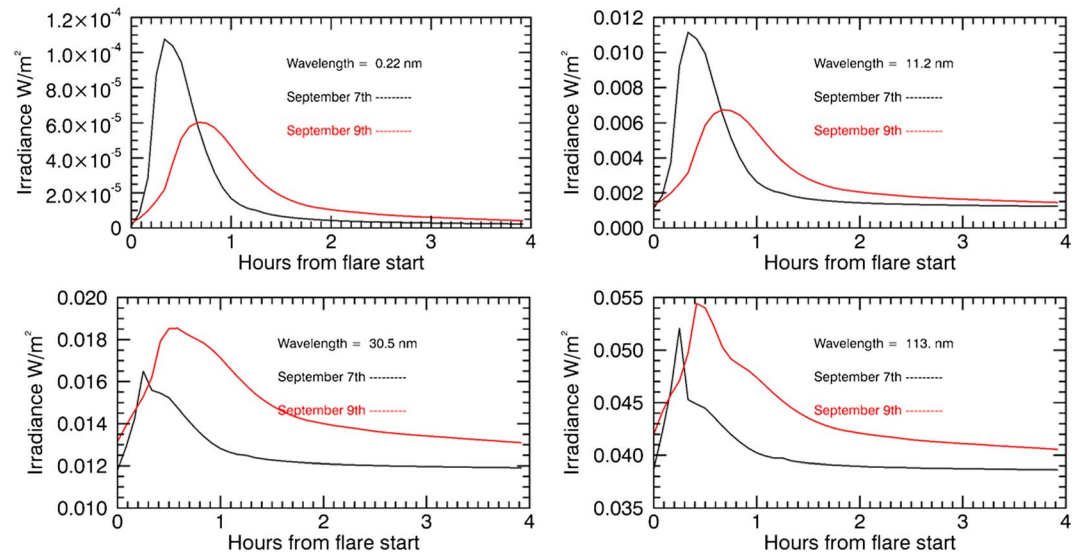 Irradiance W/m²
1.2×10⁻⁴
1.0×10⁻⁴
8.0×10⁻⁵
6.0×10⁻⁵
4.0×10⁻⁵
2.0×10⁻⁵
0
Wavelength = 0.22 nm
September 7th ---------
September 9th ---------
0 1 2 3 4
Hours from flare start
Irradiance W/m²
0.012
0.010
0.008
0.006
0.004
0.002
0.000
Wavelength = 11.2 nm
September 7th ---------
September 9th ---------
0 1 2 3 4
Hours from flare start
Irradiance W/m²
0.020
0.018
0.016
0.014
0.012
0.010
Wavelength = 30.5 nm
September 7th ---------
September 9th ---------
0 1 2 3 4
Hours from flare start
Irradiance W/m²
0.055
0.050
0.045
0.040
0.035
Wavelength = 113. nm
September 7th ---------
September 9th ---------
0 1 2 3 4
Hours from flare start